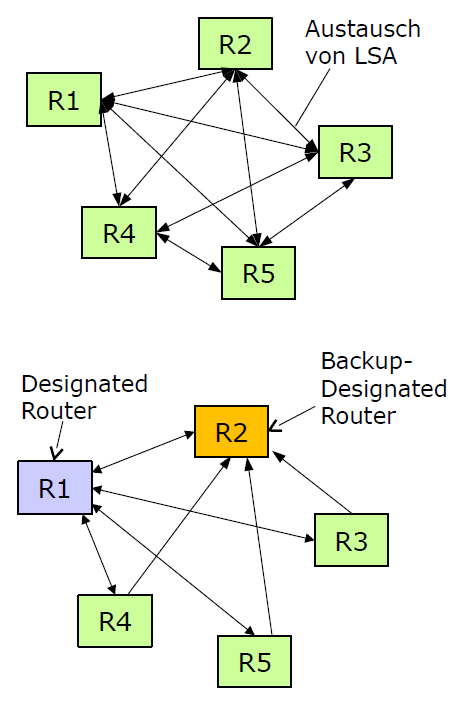 R2
Austausch
von LSA
R1
R3
R4
R5
Backup-
Designated
Router
Designated
Router
R2
R1
R3
R4
R5